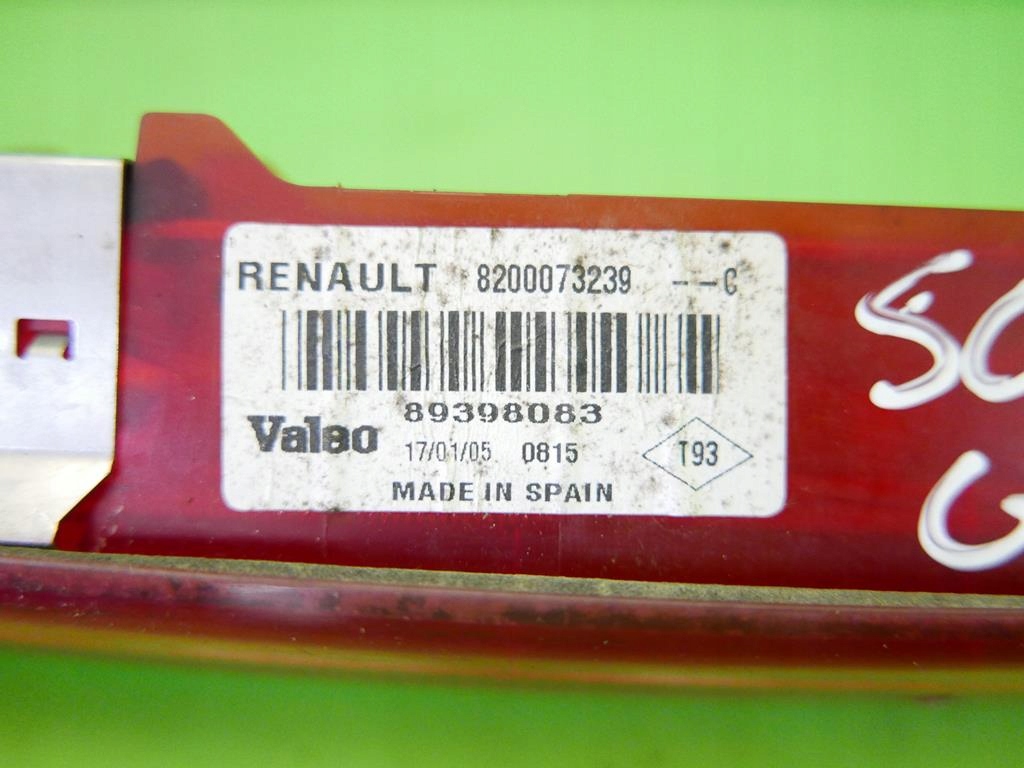 RENAULT 8200073239 --C
89398083
Valeo 17/01/05 0815 T93
MADE IN SPAIN